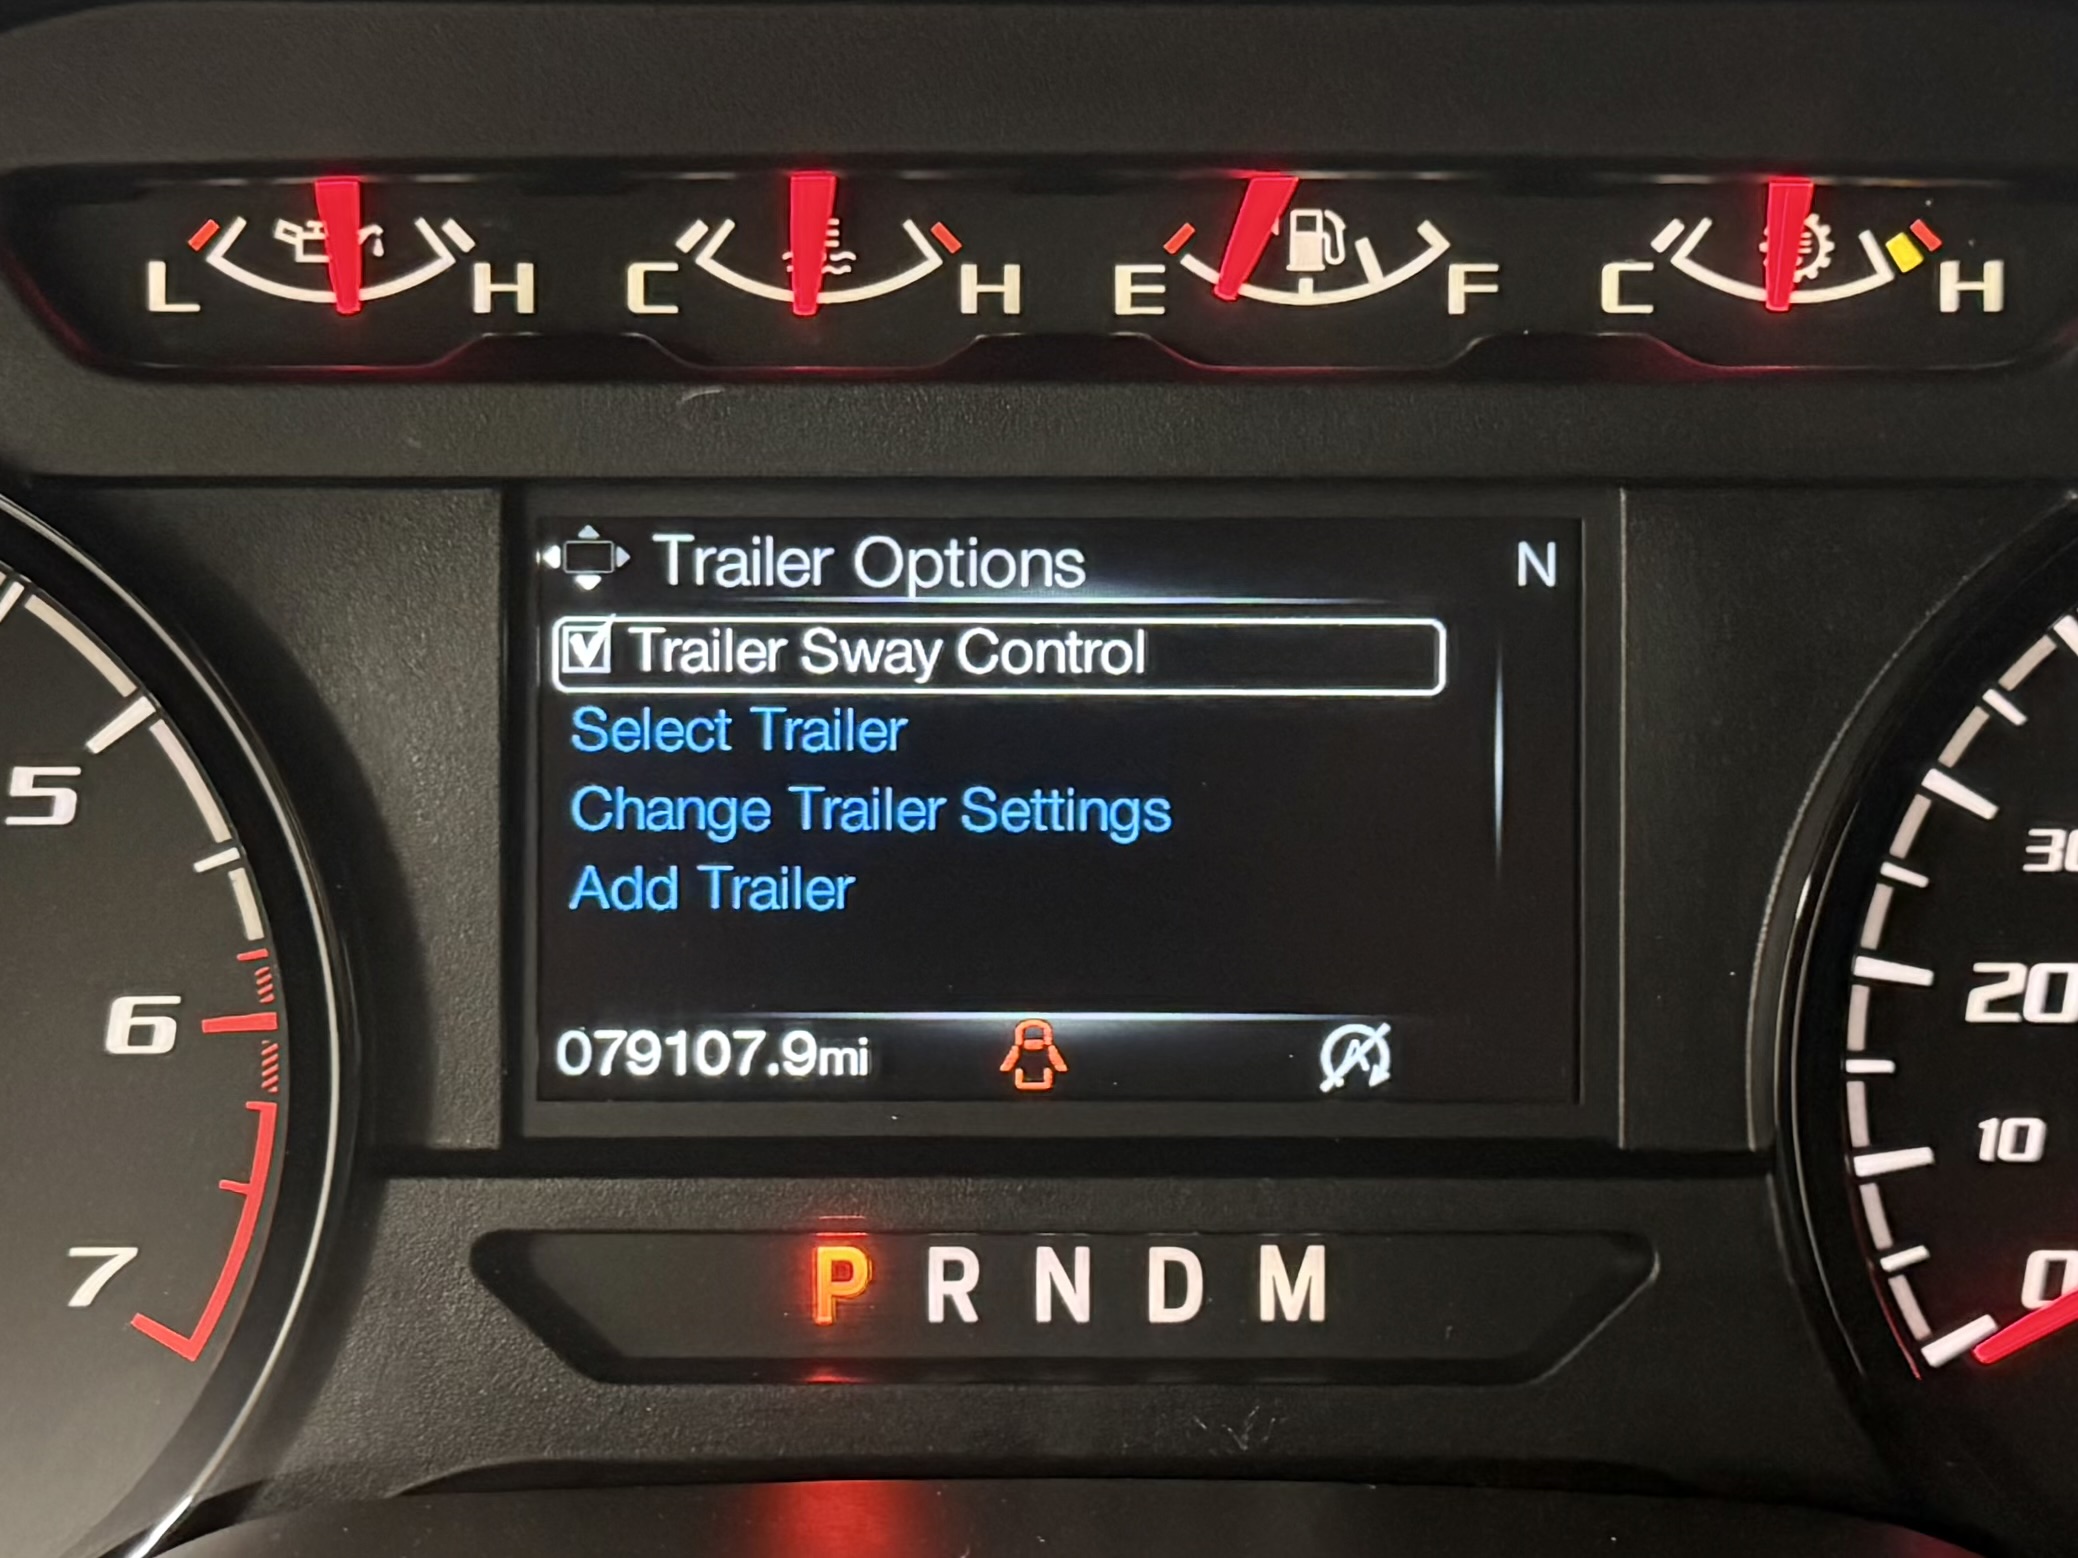 L H C H E F C H
Trailer Options N
Trailer Sway Control
Select Trailer
Change Trailer Settings
Add Trailer
079107.9mi
P R N D M
5
6
7
30
20
10
0